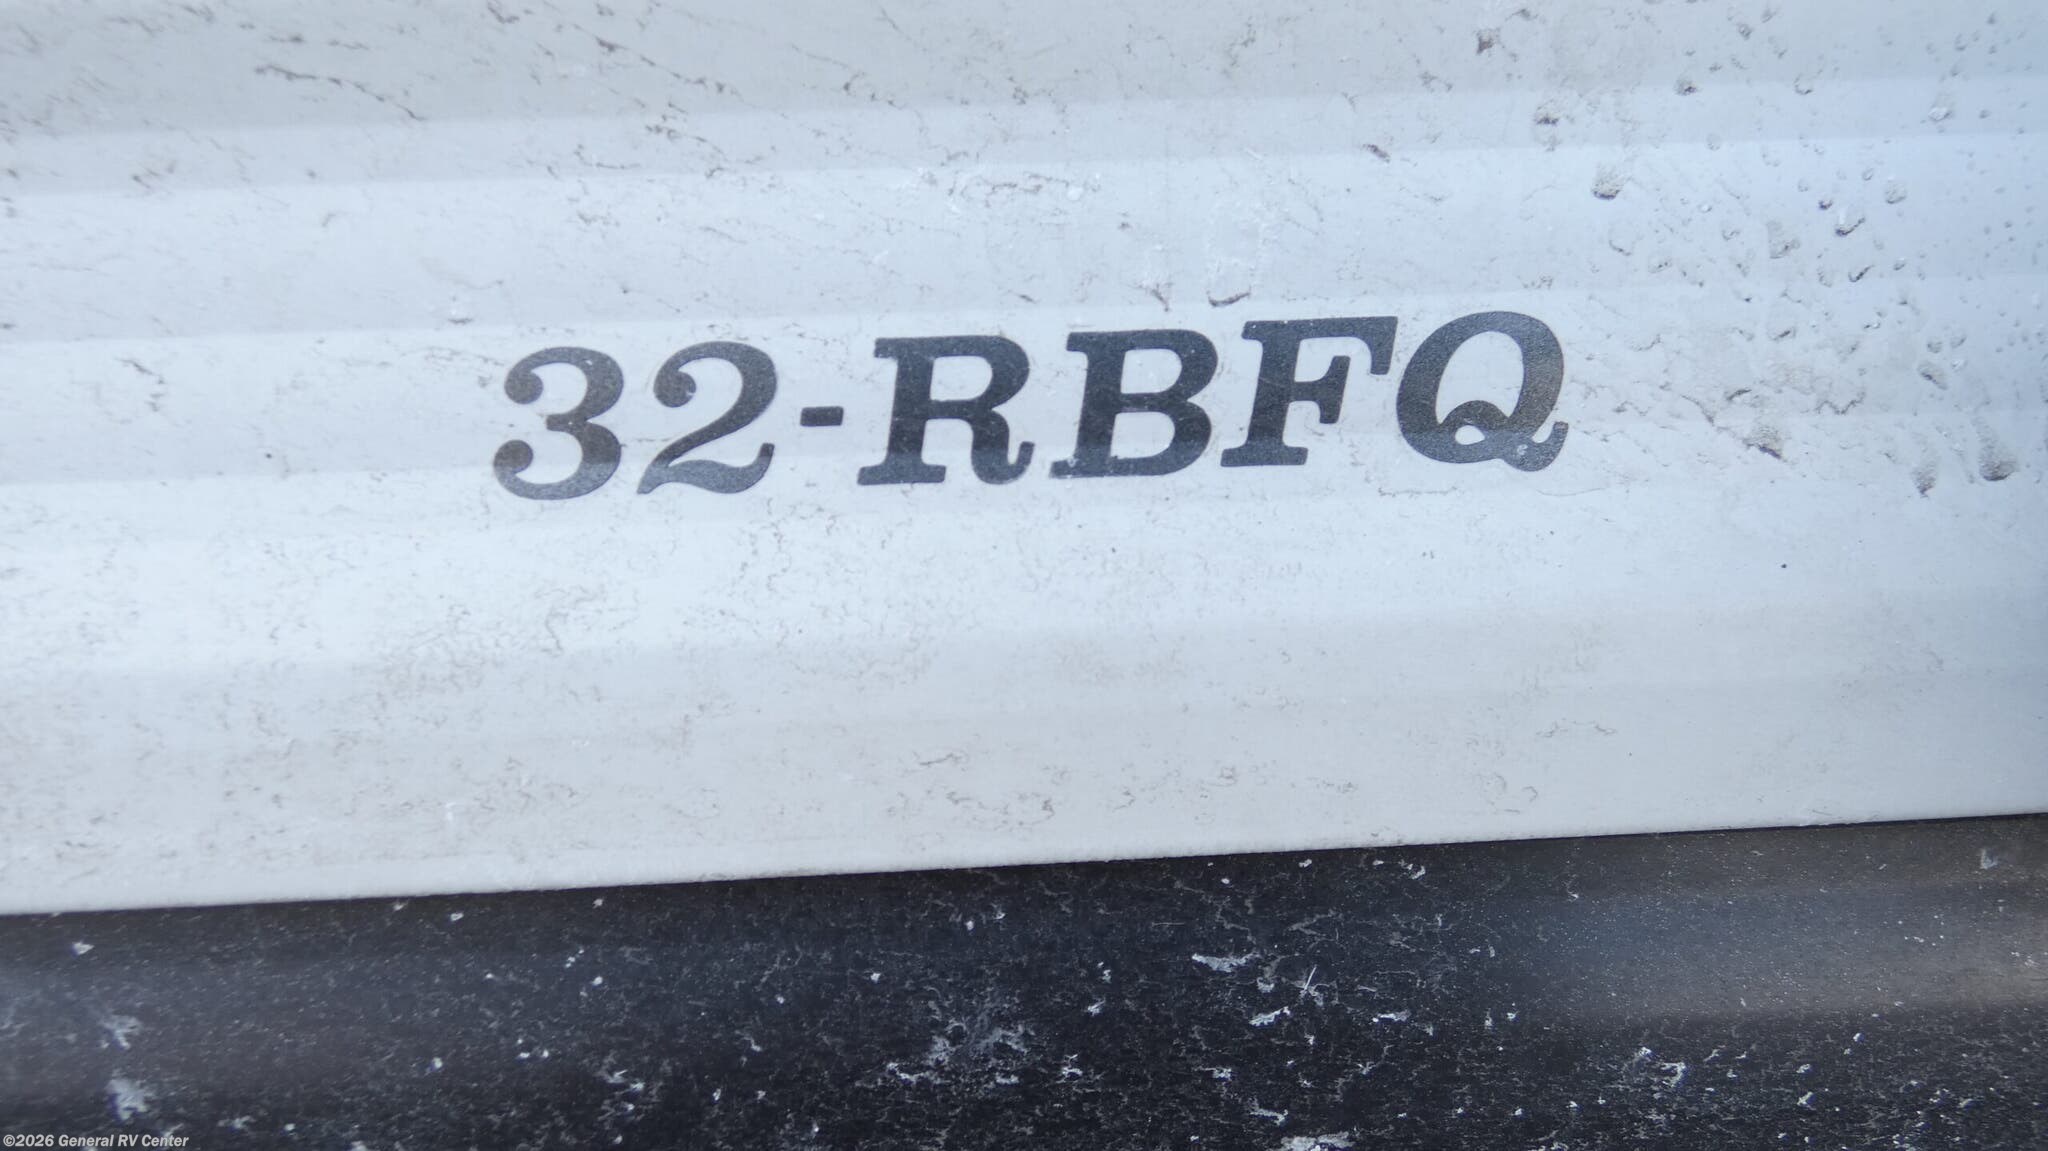 32-RBFQ
©2026 General RV Center